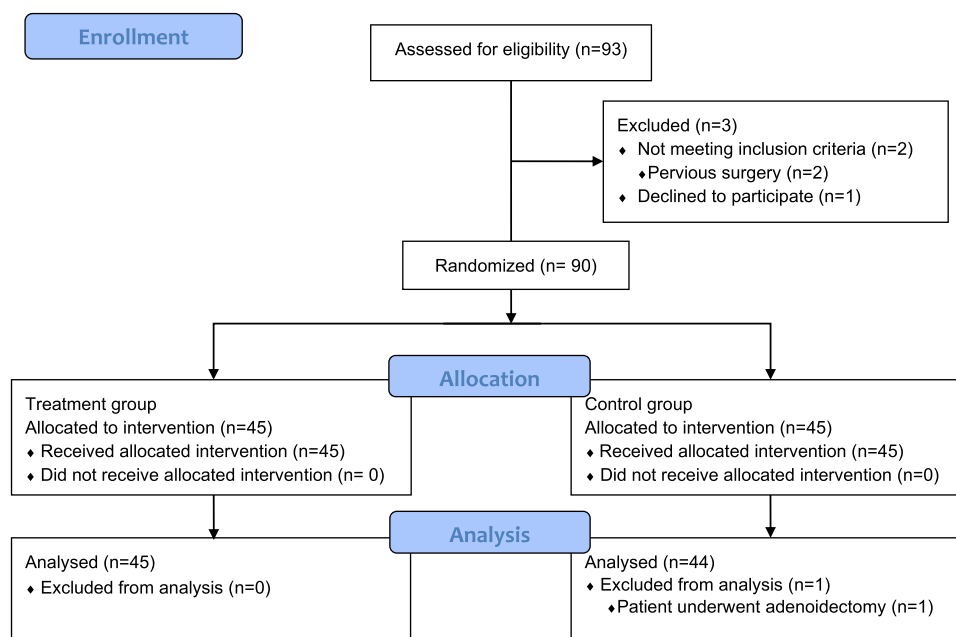 Enrollment
Assessed for eligibility (n=93)
Excluded (n=3)
♦ Not meeting inclusion criteria (n=2)
♦Pervious surgery (n=2)
♦ Declined to participate (n=1)
Randomized (n= 90)
Allocation
Treatment group
Allocated to intervention (n=45)
♦ Received allocated intervention (n=45)
♦ Did not receive allocated intervention (n= 0)
Control group
Allocated to intervention (n=45)
♦ Received allocated intervention (n=45)
♦ Did not receive allocated intervention (n=0)
Analysis
Analysed (n=45)
♦ Excluded from analysis (n=0)
Analysed (n=44)
♦ Excluded from analysis (n=1)
♦Patient underwent adenoidectomy (n=1)